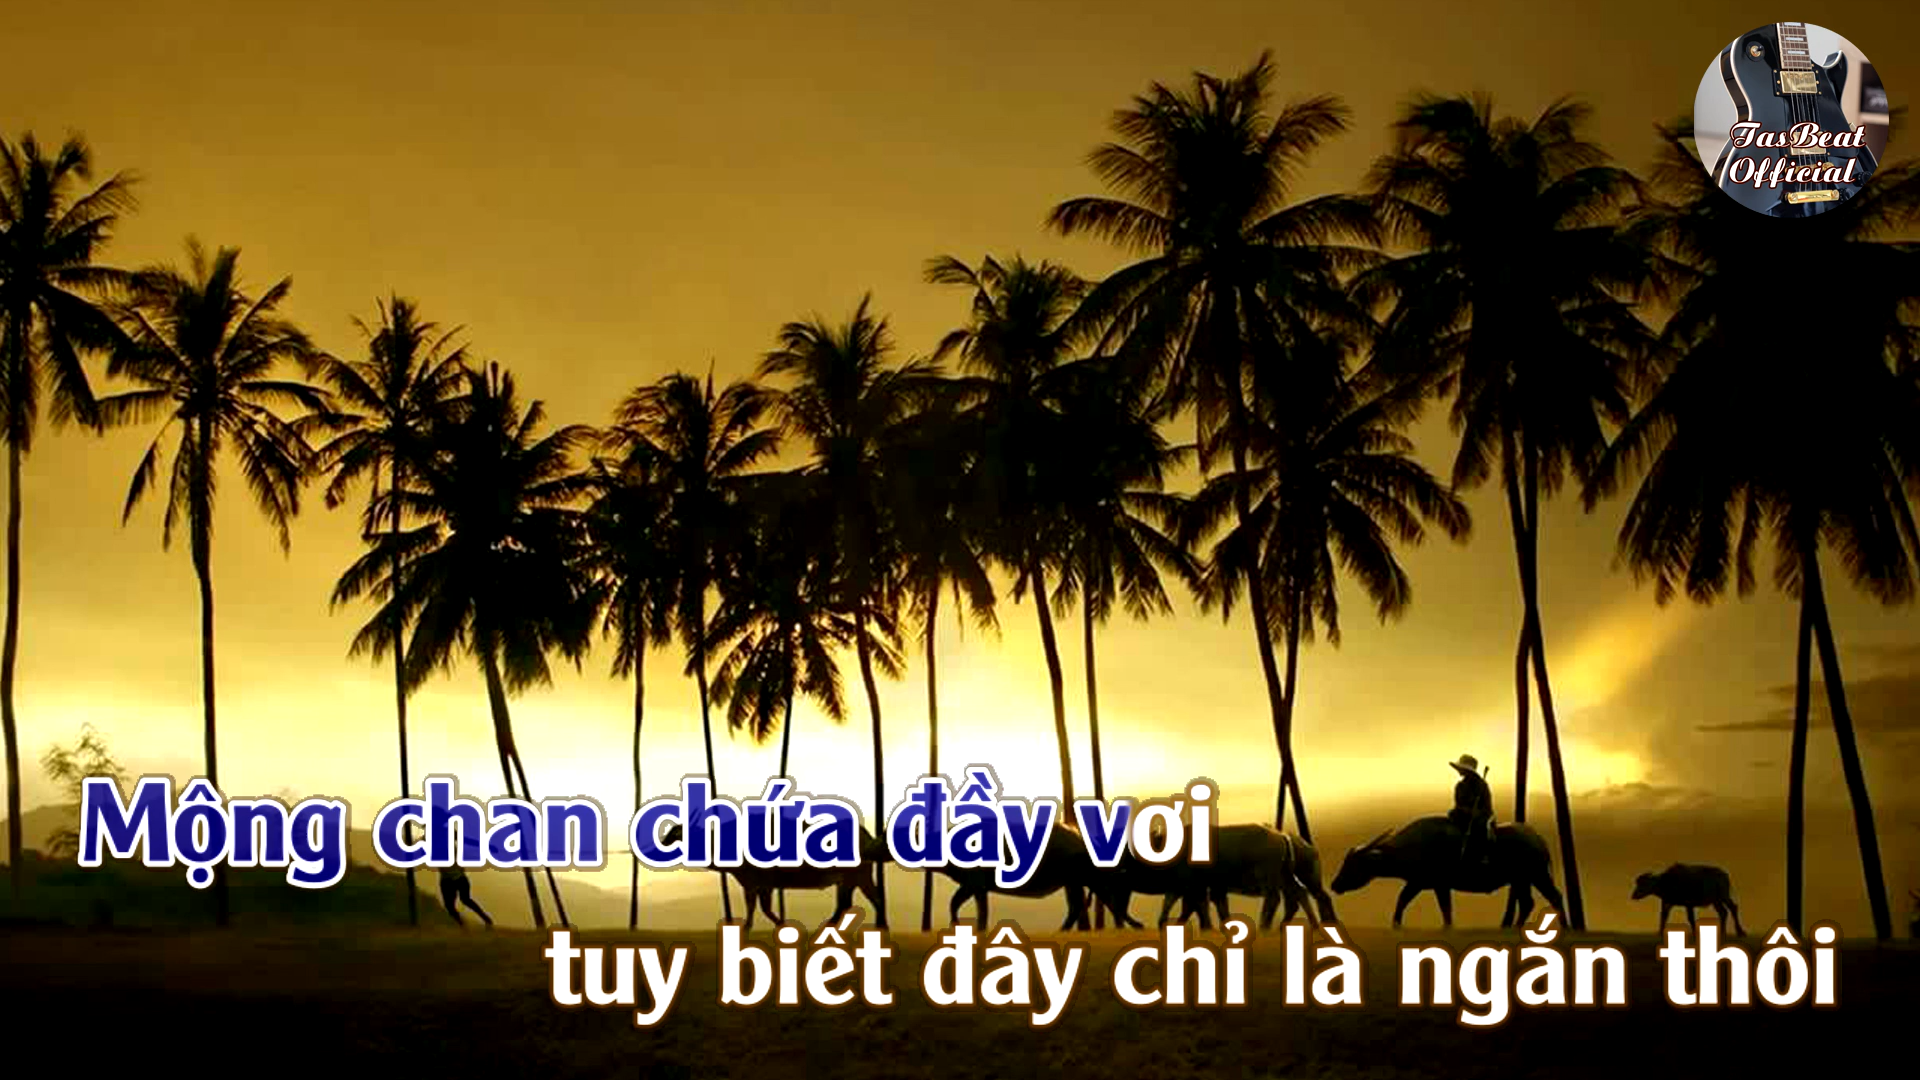 TasBeat
Official
Mộng chan chứa đầy vơi
tuy biết đây chỉ là ngắn thôi